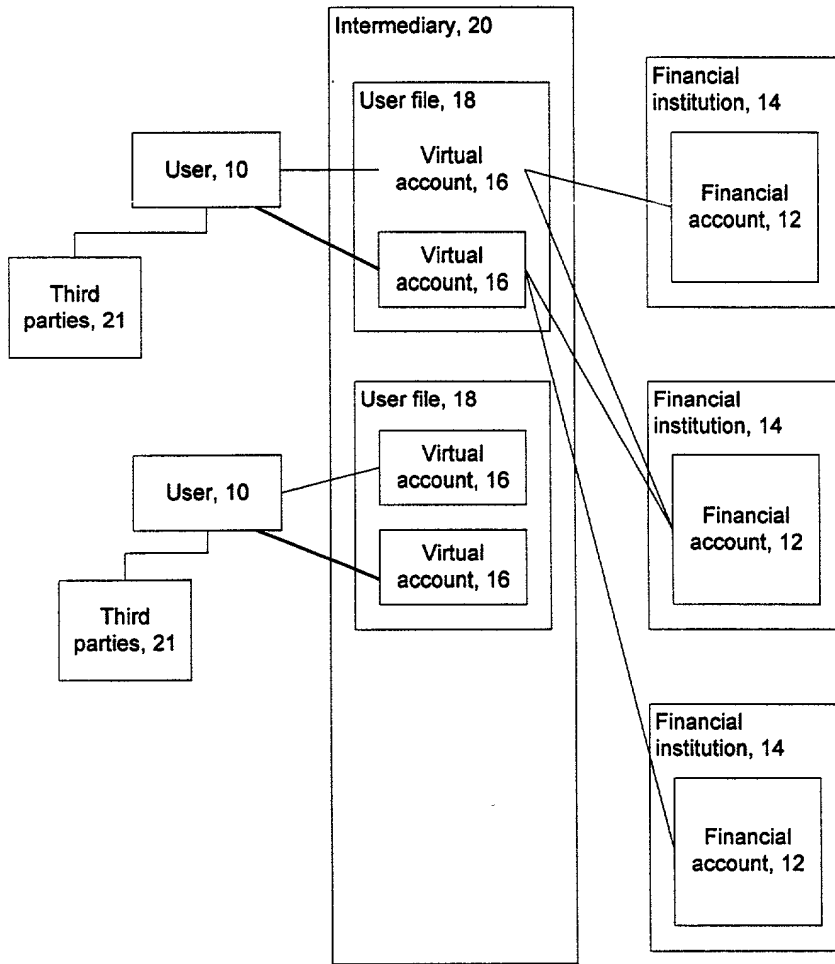 Intermediary, 20
User file, 18
Virtual
account, 16
Virtual
account, 16
User, 10
Third
parties, 21
Financial
institution, 14
Financial
account, 12
User file, 18
Virtual
account, 16
Virtual
account, 16
User, 10
Third
parties, 21
Financial
institution, 14
Financial
account, 12
Financial
institution, 14
Financial
account, 12